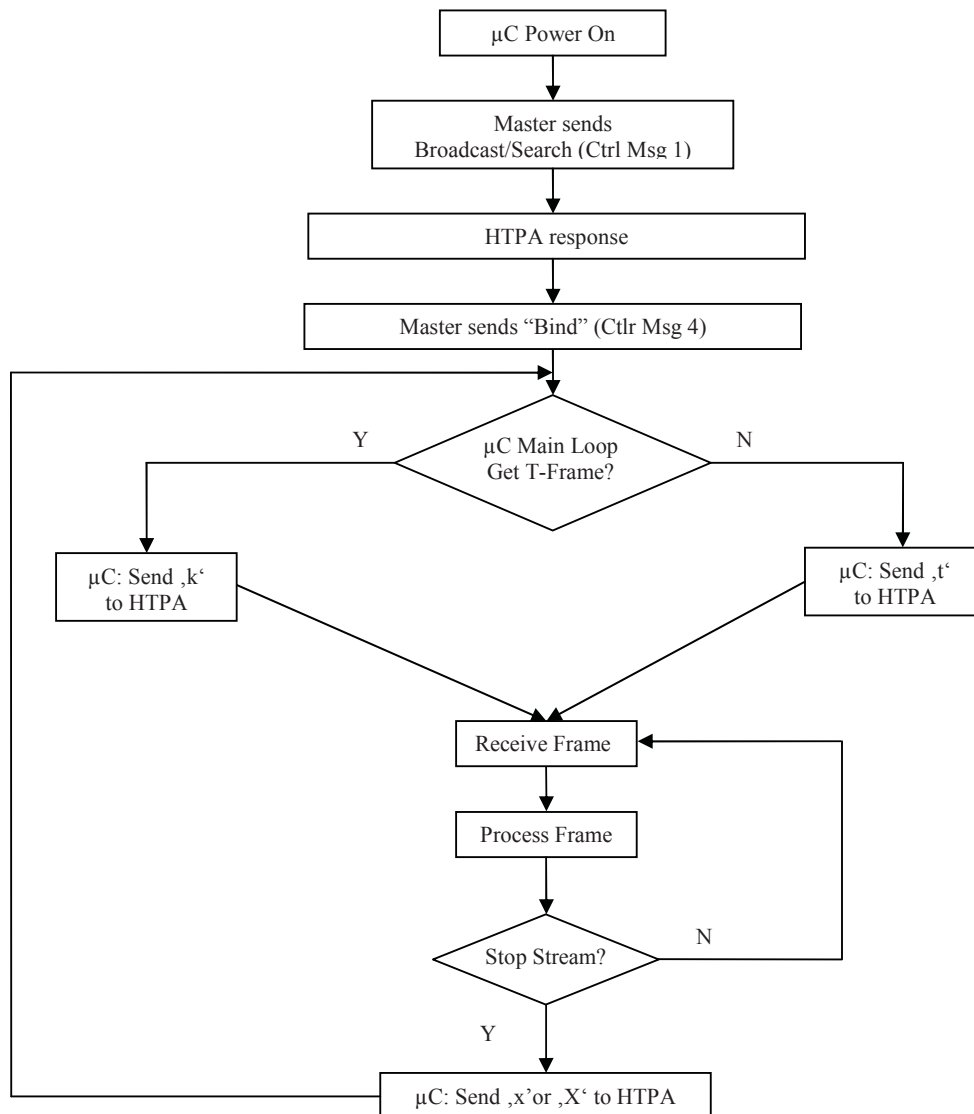 µC Power On
Master sends
Broadcast/Search (Ctrl Msg 1)
HTPA response
Master sends “Bind” (Ctlr Msg 4)
Y
µC Main Loop
Get T-Frame?
N
µC: Send ‚k‘
to HTPA
µC: Send ‚t‘
to HTPA
Receive Frame
Process Frame
Stop Stream?
N
Y
µC: Send ‚x’or ‚X‘ to HTPA